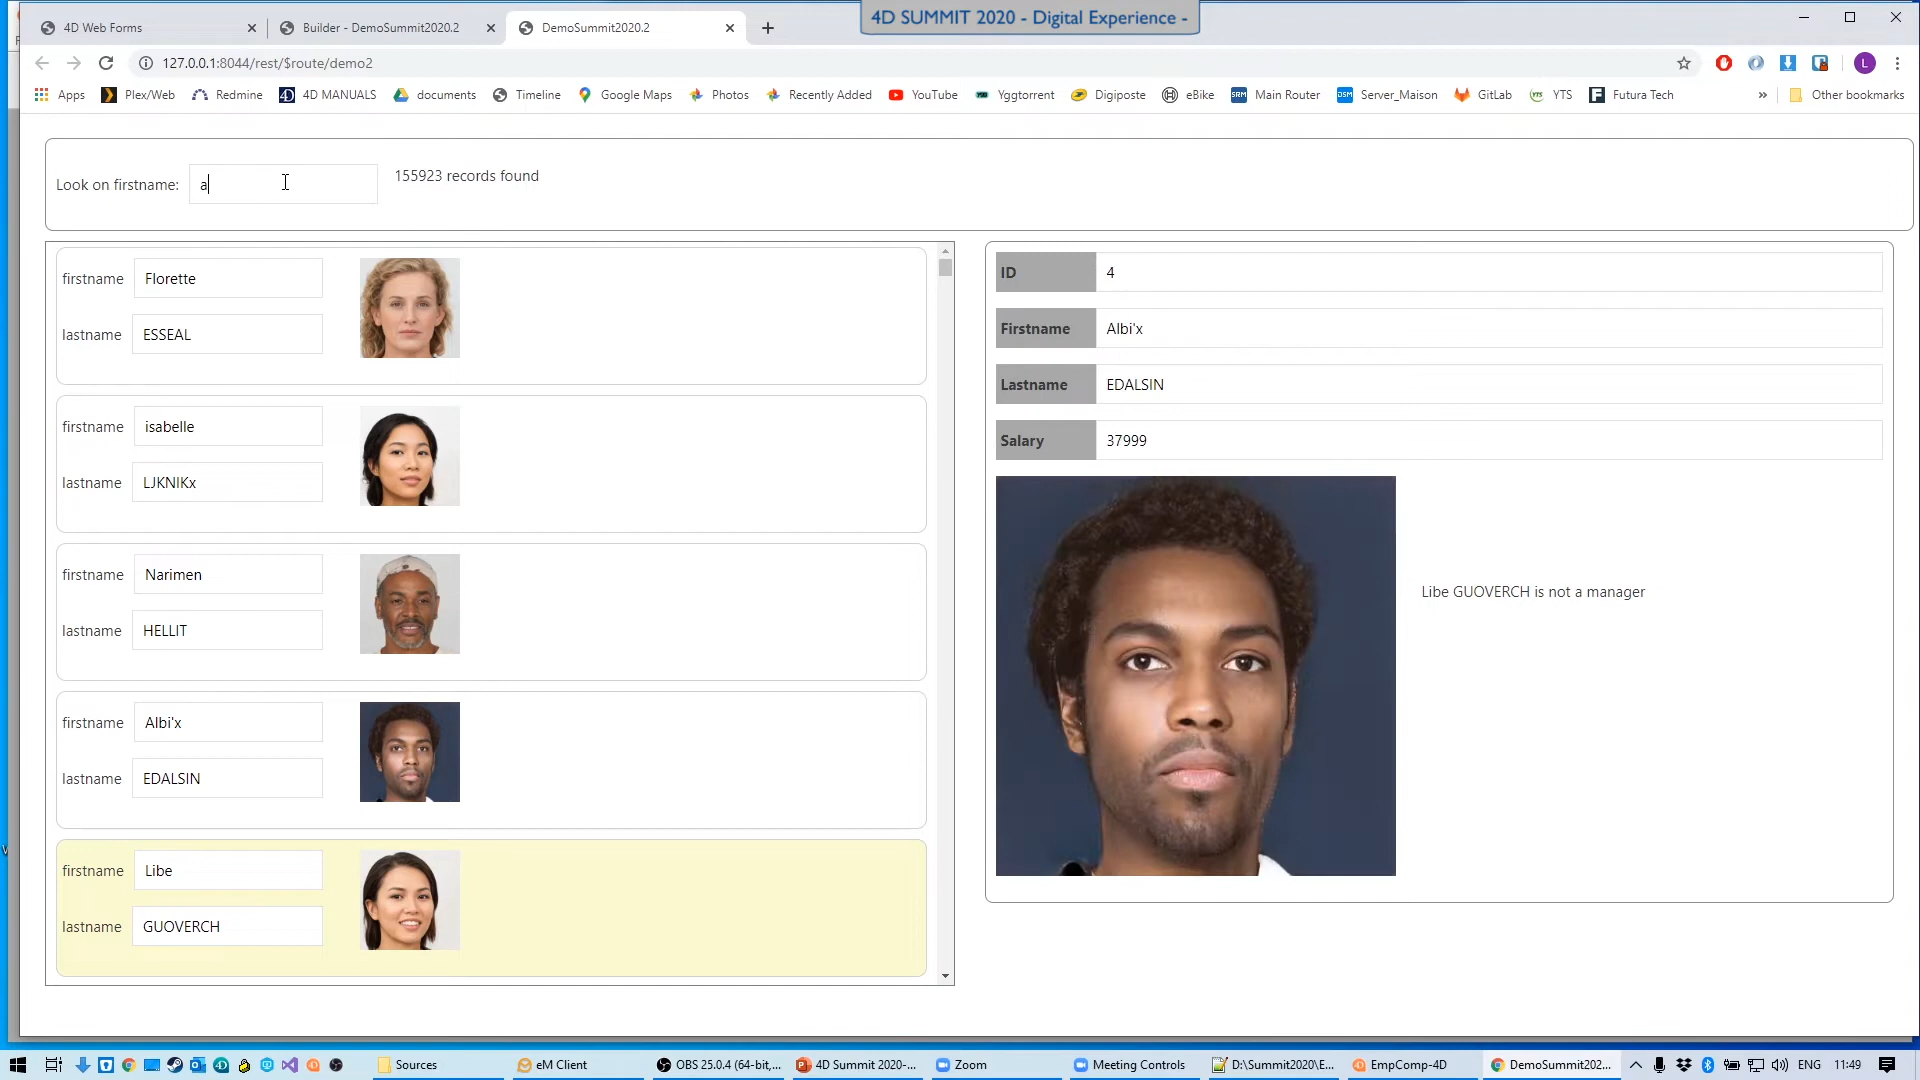 4D SUMMIT 2020 - Digital Experience -
4D Web Forms
Builder - DemoSummit2020.2
DemoSummit2020.2
127.0.0.1:8044/rest/$route/demo2
L
Apps
Plex/Web
Redmine
4D MANUALS
documents
Timeline
Google Maps
Photos
Recently Added
YouTube
Yggtorrent
Digiposte
eBike
Main Router
Server_Maison
GitLab
YTS
Futura Tech
»
Other bookmarks
Look on firstname: a
155923 records found
firstname Florette
lastname ESSEAL
firstname isabelle
lastname LJKNIKx
firstname Narimen
lastname HELLIT
firstname Albi'x
lastname EDALSIN
firstname Libe
lastname GUOVERCH
ID 4
Firstname Albi'x
Lastname EDALSIN
Salary 37999
Libe GUOVERCH is not a manager
Sources
eM Client
OBS 25.0.4 (64-bit,...
4D Summit 2020-...
Zoom
Meeting Controls
D:\Summit2020\E...
EmpComp-4D
DemoSummit202...
ENG
11:49